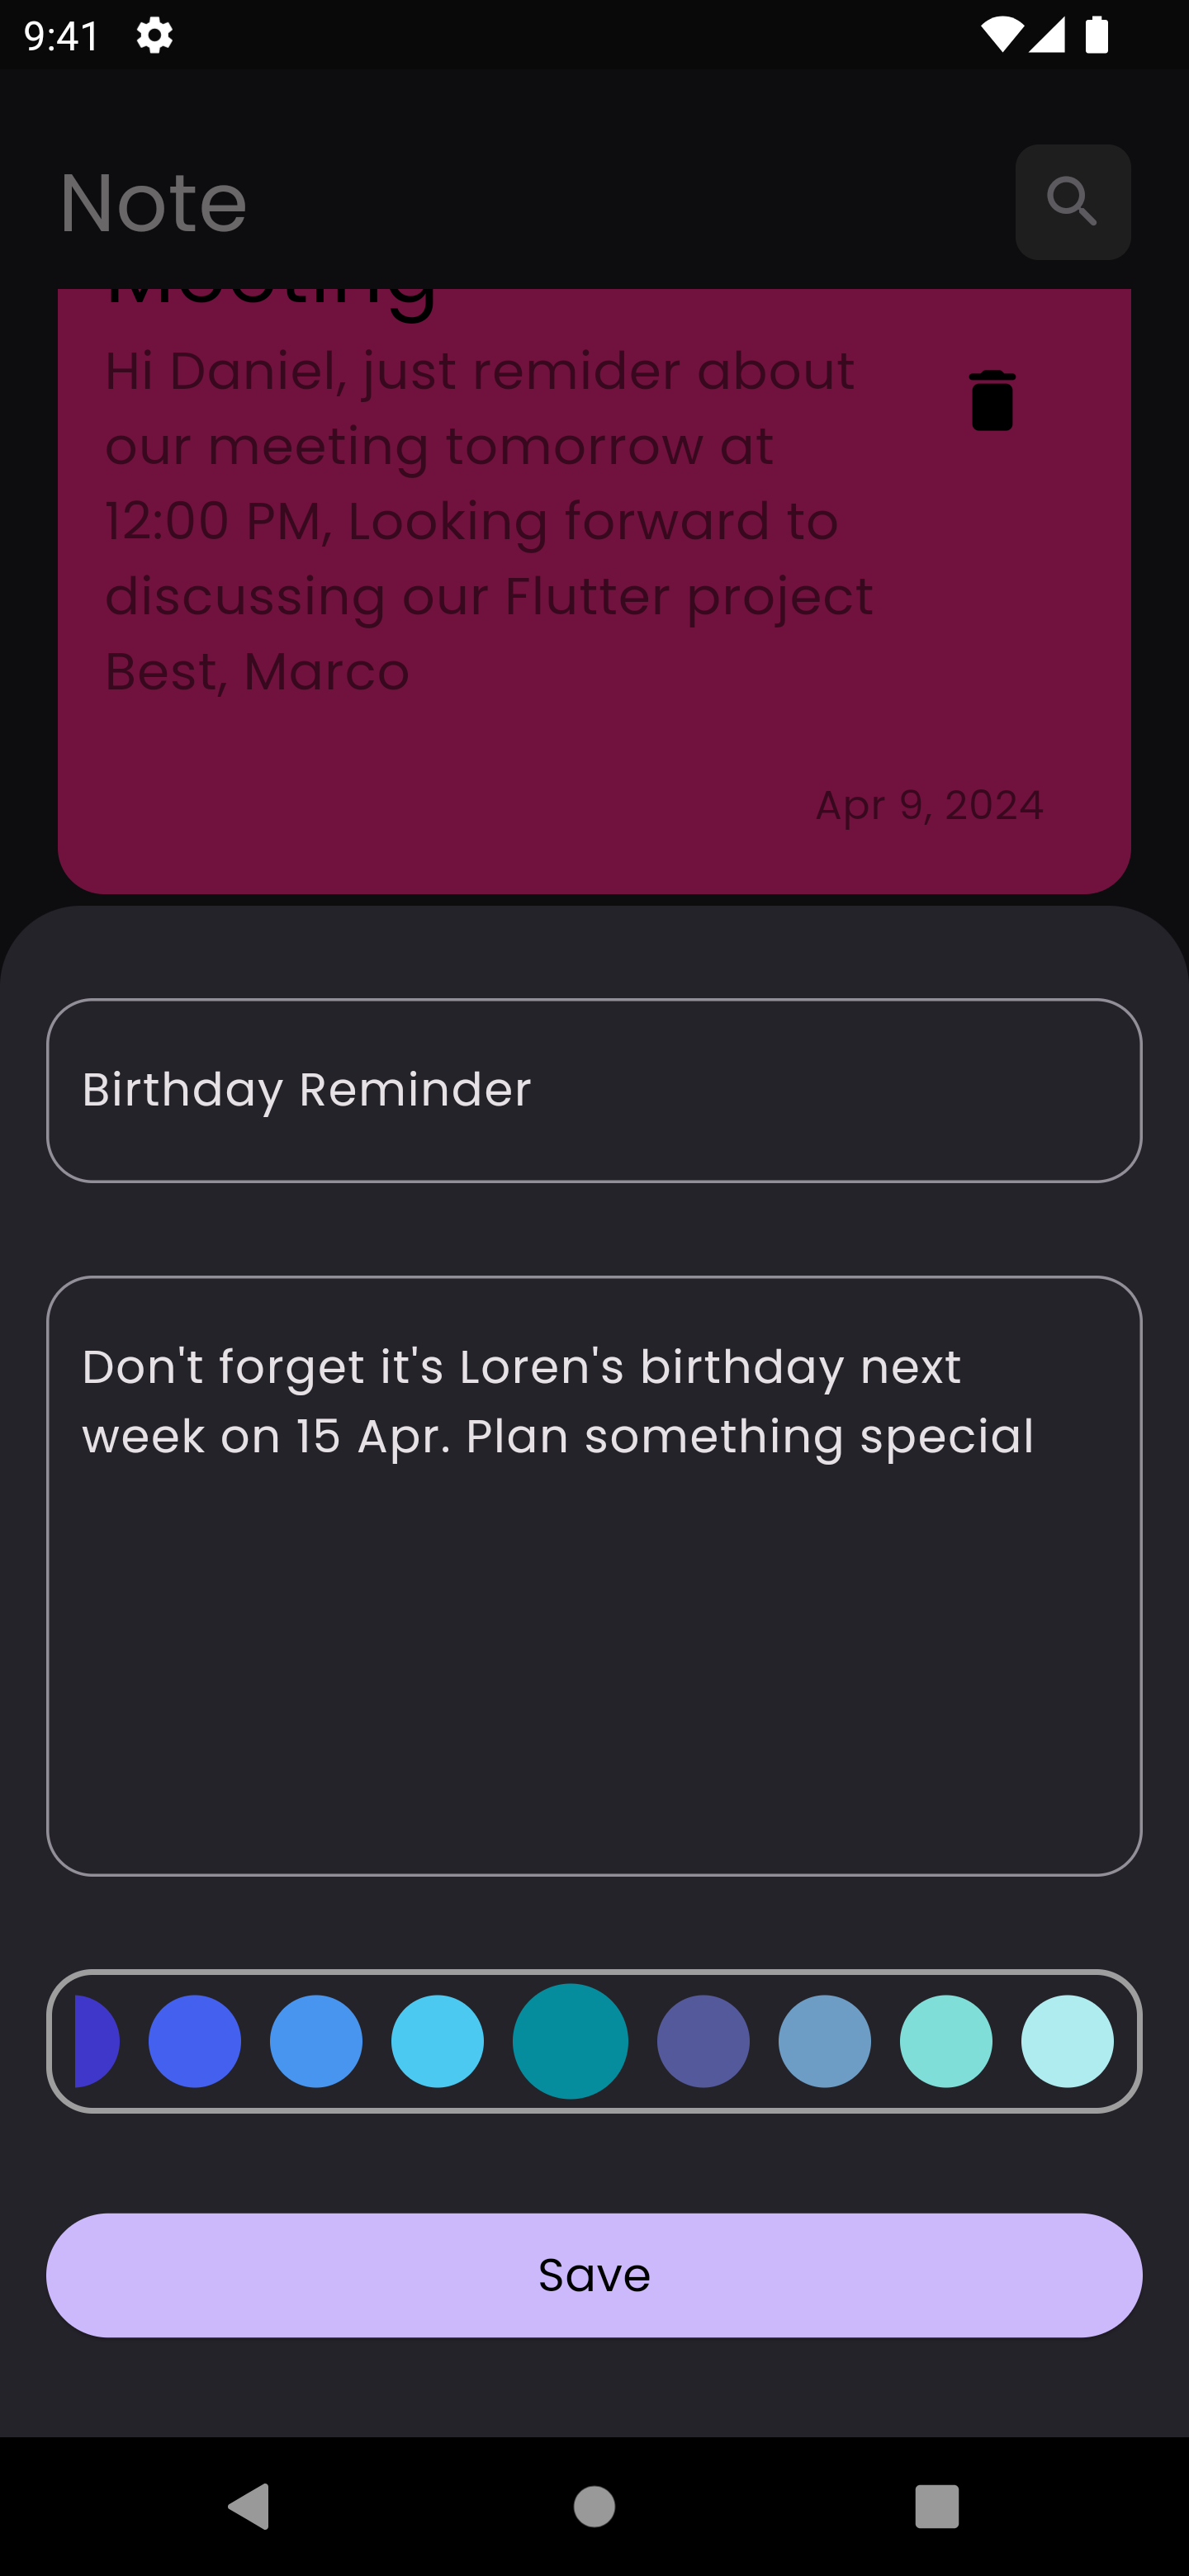 9:41
Note
Meeting
Hi Daniel, just remider about
our meeting tomorrow at
12:00 PM, Looking forward to
discussing our Flutter project
Best, Marco
Apr 9, 2024
Birthday Reminder
Don't forget it's Loren's birthday next
week on 15 Apr. Plan something special
Save